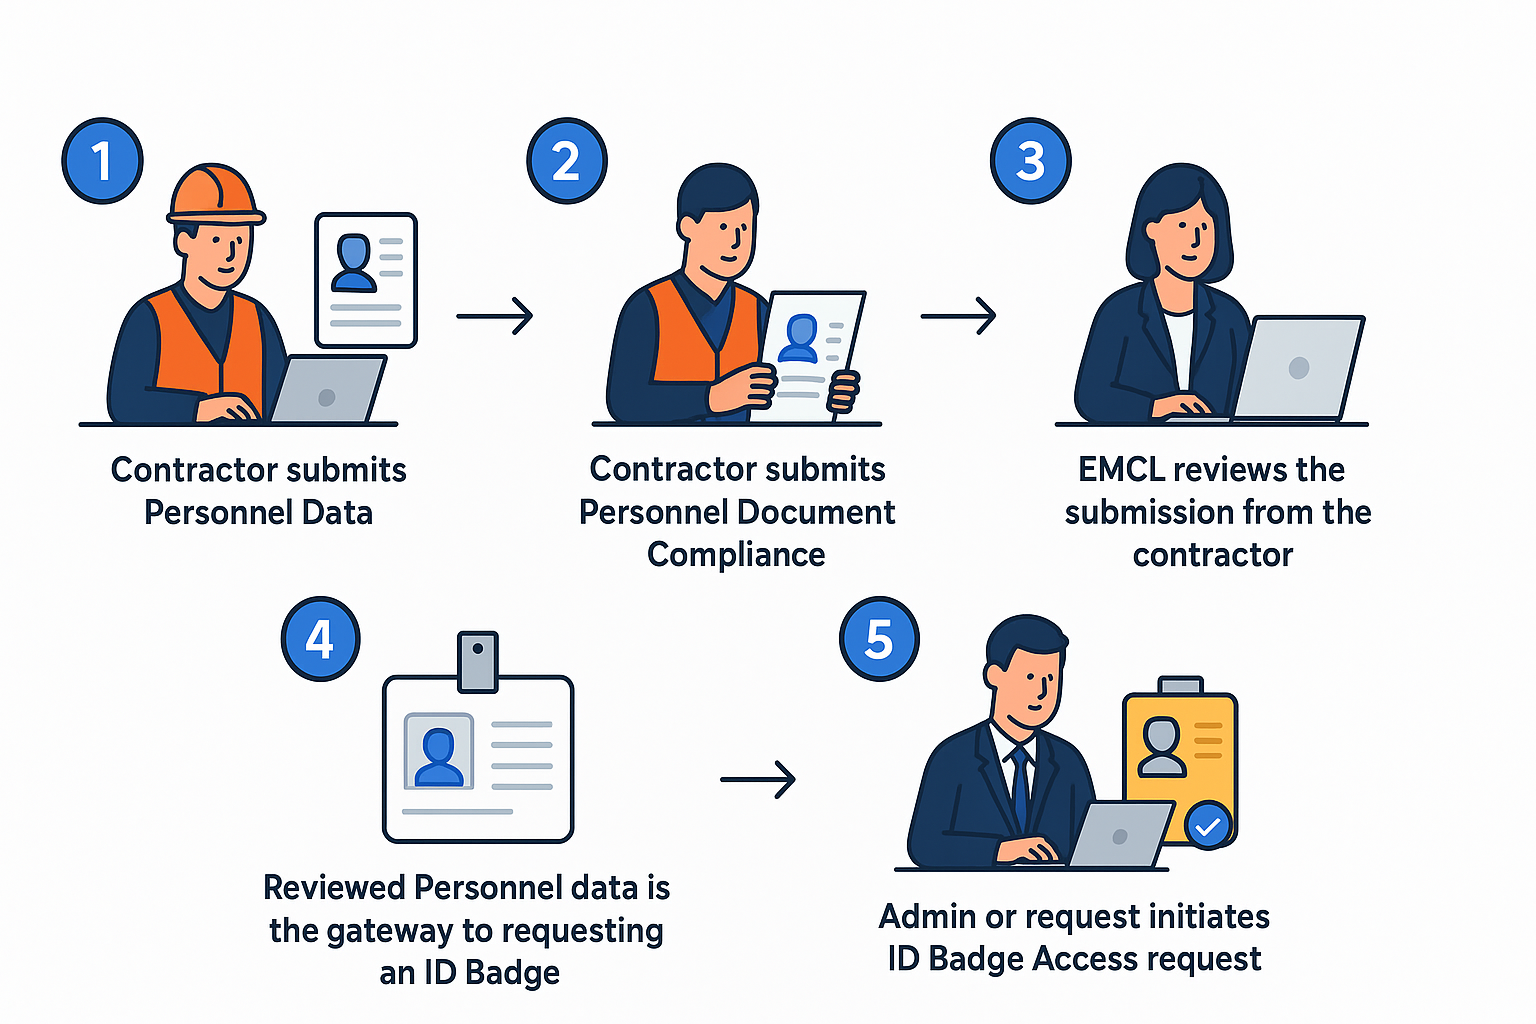 1
2
3
Contractor submits
Personnel Data
Contractor submits
Personnel Document
Compliance
EMCL reviews the
submission from the
contractor
4
5
Reviewed Personnel data is
the gateway to requesting
an ID Badge
Admin or request initiates
ID Badge Access request